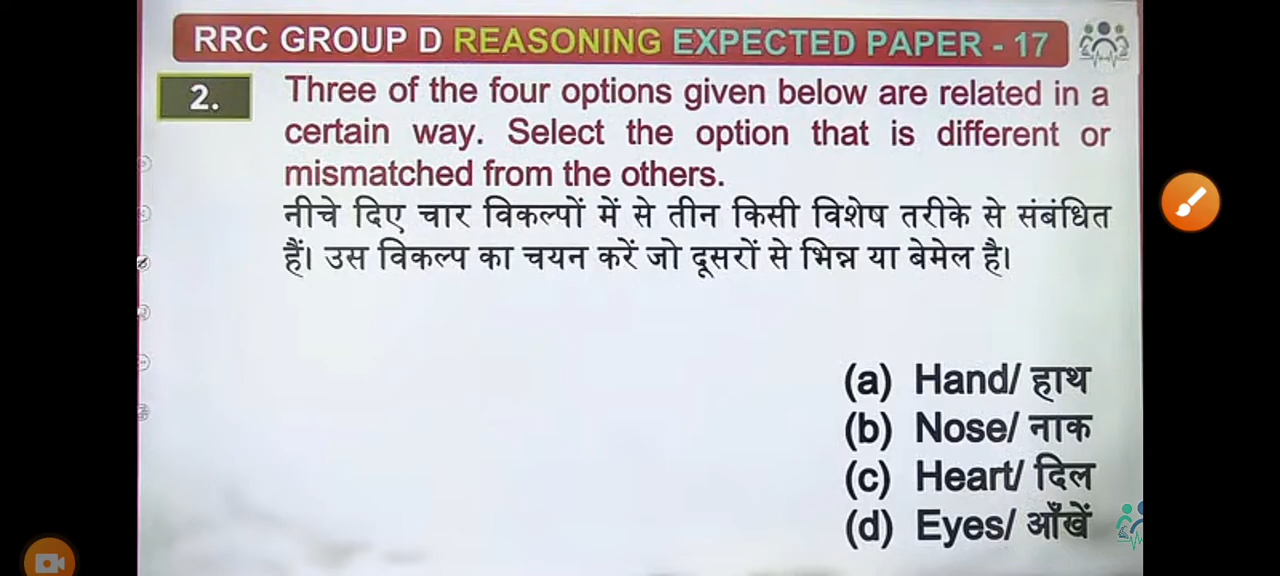 RRC GROUP D REASONING EXPECTED PAPER - 17
2.
Three of the four options given below are related in a
certain way. Select the option that is different or
mismatched from the others.
नीचे दिए चार विकल्पों में से तीन किसी विशेष तरीके से संबंधित
हैं। उस विकल्प का चयन करें जो दूसरों से भिन्न या बेमेल है।
(a) Hand/ हाथ
(b) Nose/ नाक
(c) Heart/ दिल
(d) Eyes/ आँखें